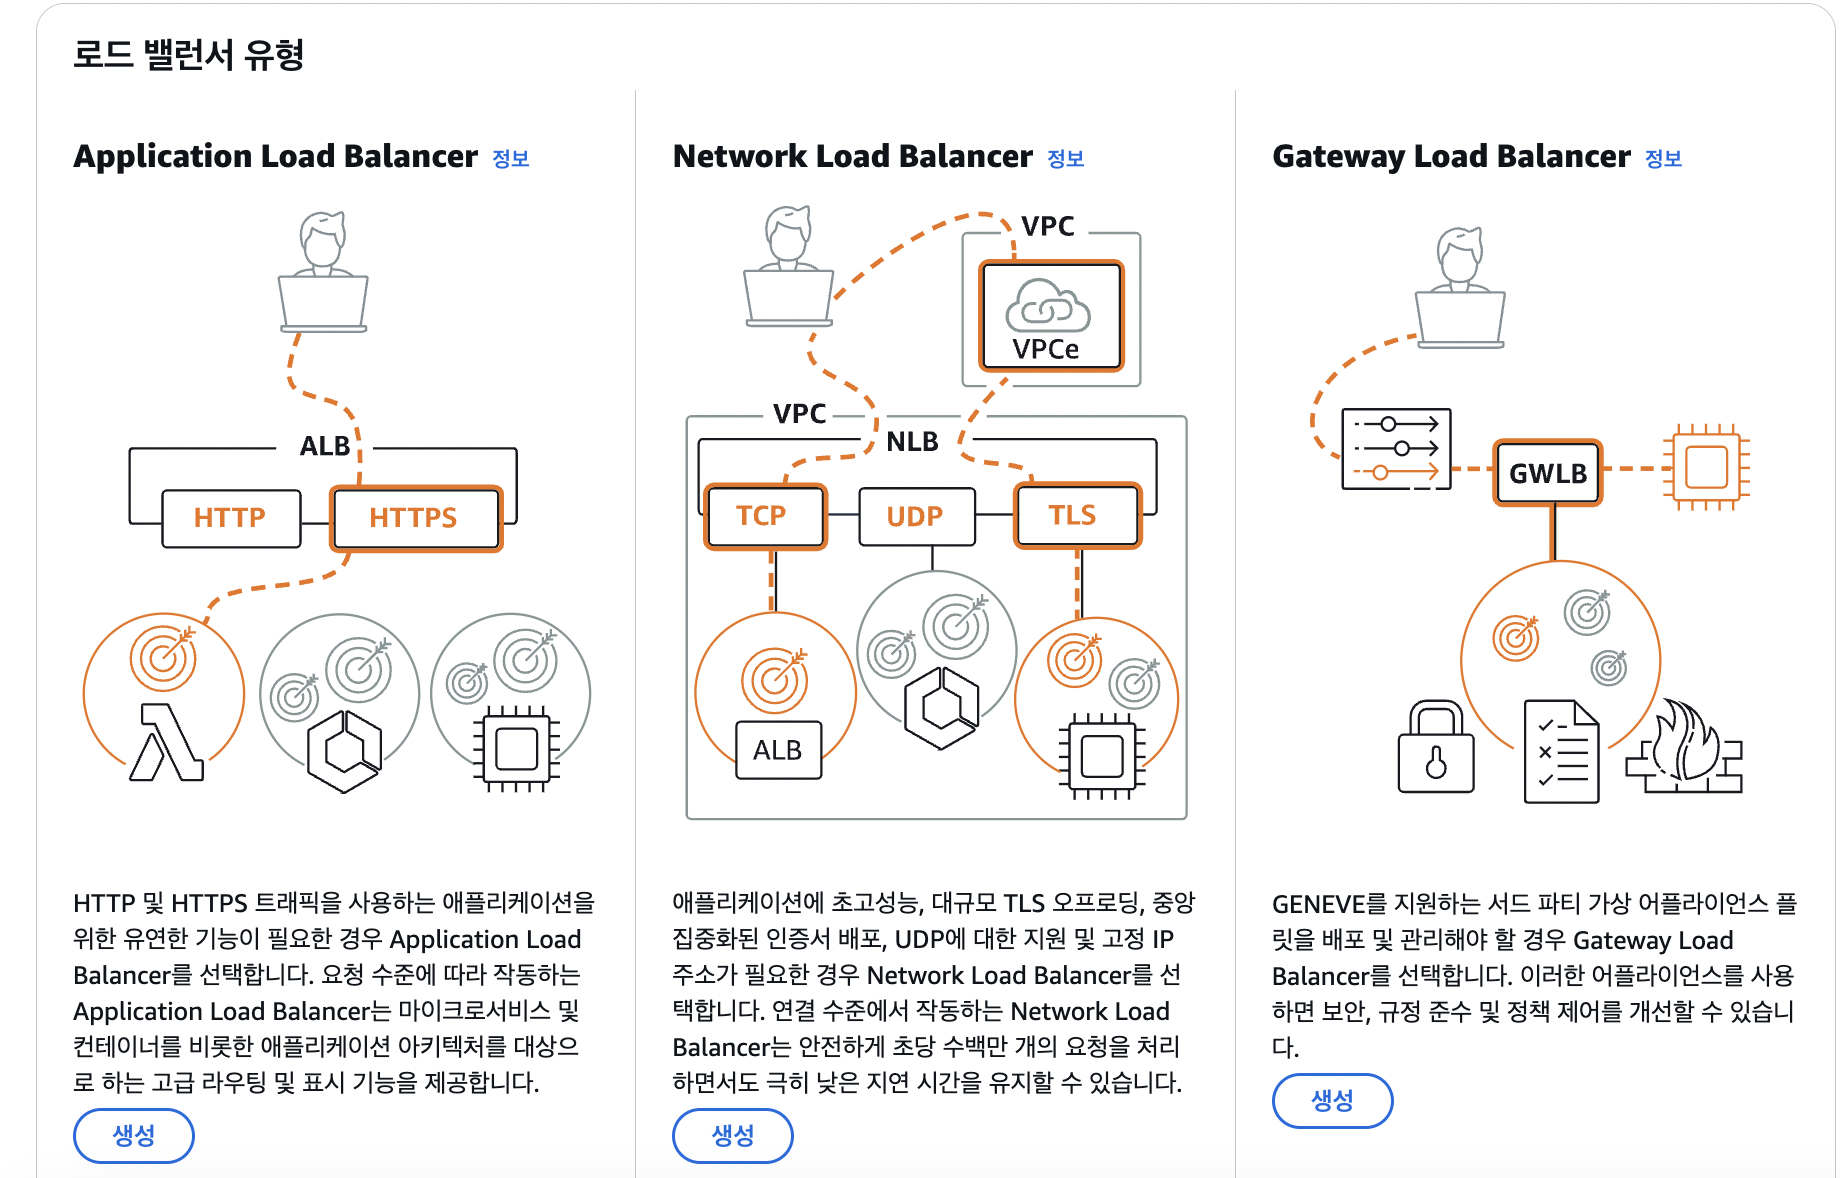 로드 밸런서 유형
Application Load Balancer 정보
ALB
HTTP
HTTPS
HTTP 및 HTTPS 트래픽을 사용하는 애플리케이션을
위한 유연한 기능이 필요한 경우 Application Load
Balancer를 선택합니다. 요청 수준에 따라 작동하는
Application Load Balancer는 마이크로서비스 및
컨테이너를 비롯한 애플리케이션 아키텍처를 대상으
로 하는 고급 라우팅 및 표시 기능을 제공합니다.
생성
Network Load Balancer 정보
VPC
VPCe
VPC
NLB
TCP
UDP
TLS
ALB
애플리케이션에 초고성능, 대규모 TLS 오프로딩, 중앙
집중화된 인증서 배포, UDP에 대한 지원 및 고정 IP
주소가 필요한 경우 Network Load Balancer를 선
택합니다. 연결 수준에서 작동하는 Network Load
Balancer는 안전하게 초당 수백만 개의 요청을 처리
하면서도 극히 낮은 지연 시간을 유지할 수 있습니다.
생성
Gateway Load Balancer 정보
GWLB
GENEVE를 지원하는 서드 파티 가상 어플라이언스 플
릿을 배포 및 관리해야 할 경우 Gateway Load
Balancer를 선택합니다. 이러한 어플라이언스를 사용
하면 보안, 규정 준수 및 정책 제어를 개선할 수 있습니
다.
생성